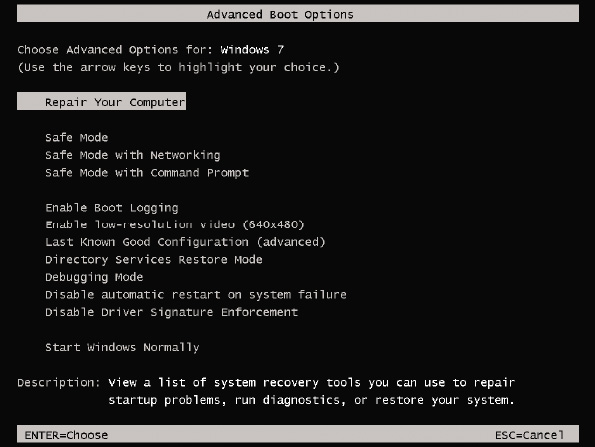 Advanced Boot Options
Choose Advanced Options for: Windows 7
(Use the arrow keys to highlight your choice.)
Repair Your Computer
Safe Mode
Safe Mode with Networking
Safe Mode with Command Prompt
Enable Boot Logging
Enable low-resolution video (640x480)
Last Known Good Configuration (advanced)
Directory Services Restore Mode
Debugging Mode
Disable automatic restart on system failure
Disable Driver Signature Enforcement
Start Windows Normally
Description: View a list of system recovery tools you can use to repair
startup problems, run diagnostics, or restore your system.
ENTER=Choose ESC=Cancel